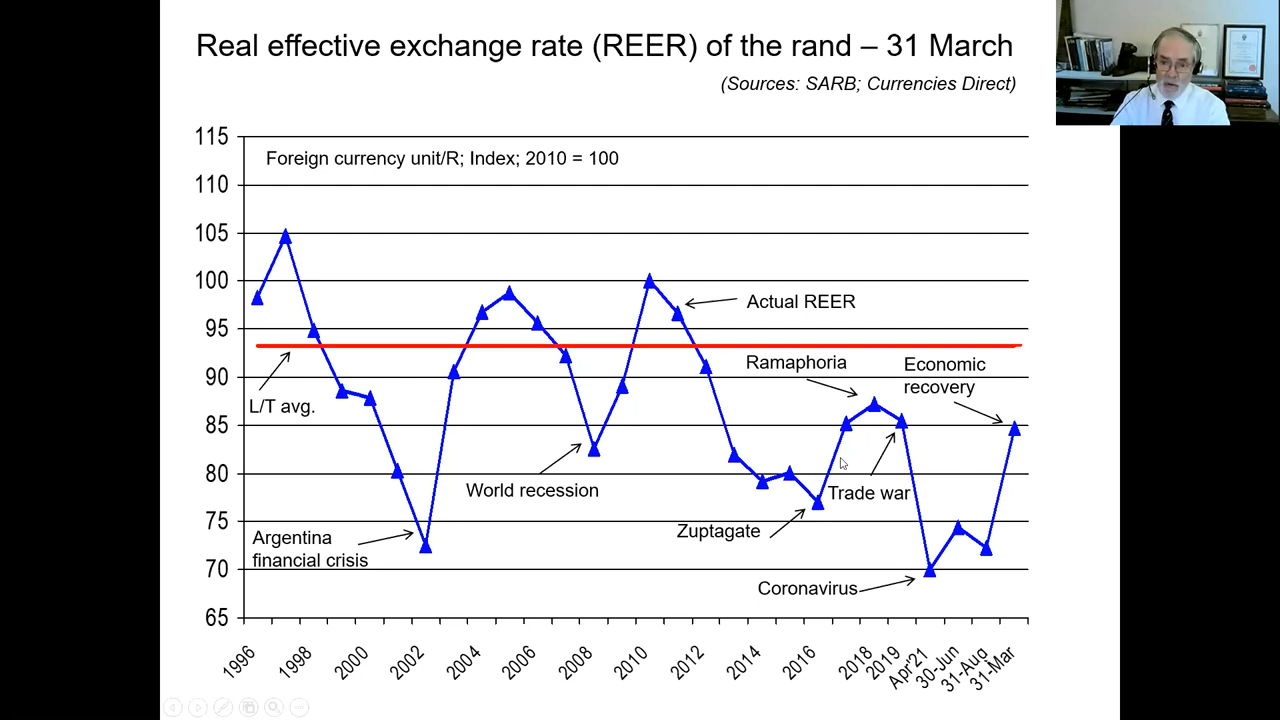 Real effective exchange rate (REER) of the rand – 31 March
(Sources: SARB; Currencies Direct)
115
110
105
100
95
90
85
80
75
70
65
Foreign currency unit/R; Index; 2010 = 100
Actual REER
L/T avg.
Ramaphoria
Economic
recovery
World recession
Trade war
Zuptagate
Argentina
financial crisis
Coronavirus
1996
1998
2000
2002
2004
2006
2008
2010
2012
2014
2016
2018
2019
Apr'21
30-Jun
31-Aug
31-Mar